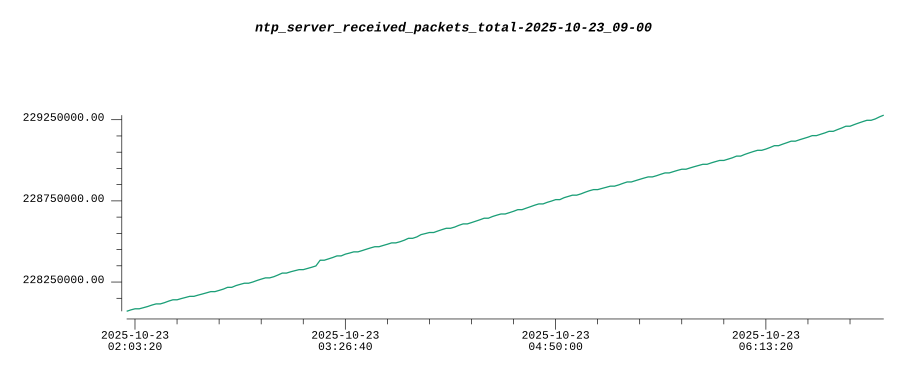 ntp_server_received_packets_total-2025-10-23_09-00
229250000.00
228750000.00
228250000.00
2025-10-23 2025-10-23 2025-10-23 2025-10-23
02:03:20 03:26:40 04:50:00 06:13:20